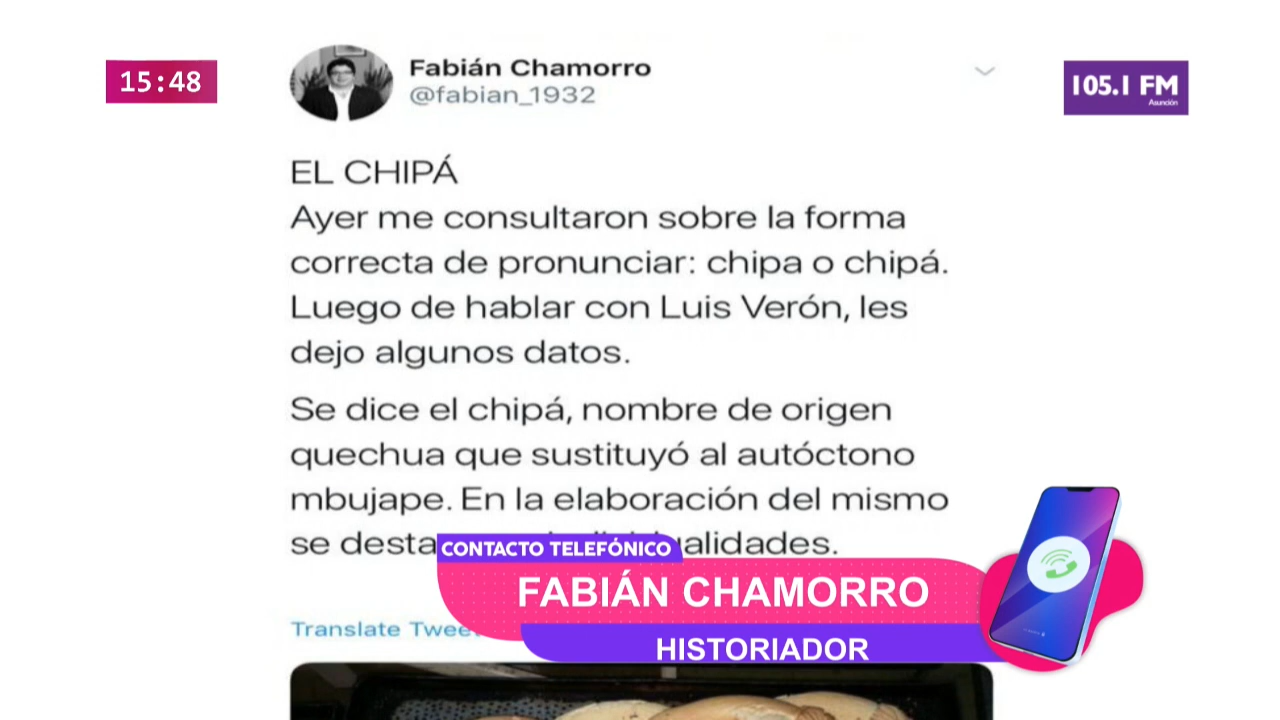 15:48
105.1 FM
Asunción
Fabián Chamorro
@fabian_1932
EL CHIPÁ
Ayer me consultaron sobre la forma
correcta de pronunciar: chipa o chipá.
Luego de hablar con Luis Verón, les
dejo algunos datos.
Se dice el chipá, nombre de origen
quechua que sustituyó al autóctono
mbujape. En la elaboración del mismo
se
Translate
CONTACTO TELEFÓNICO
FABIÁN CHAMORRO
HISTORIADOR